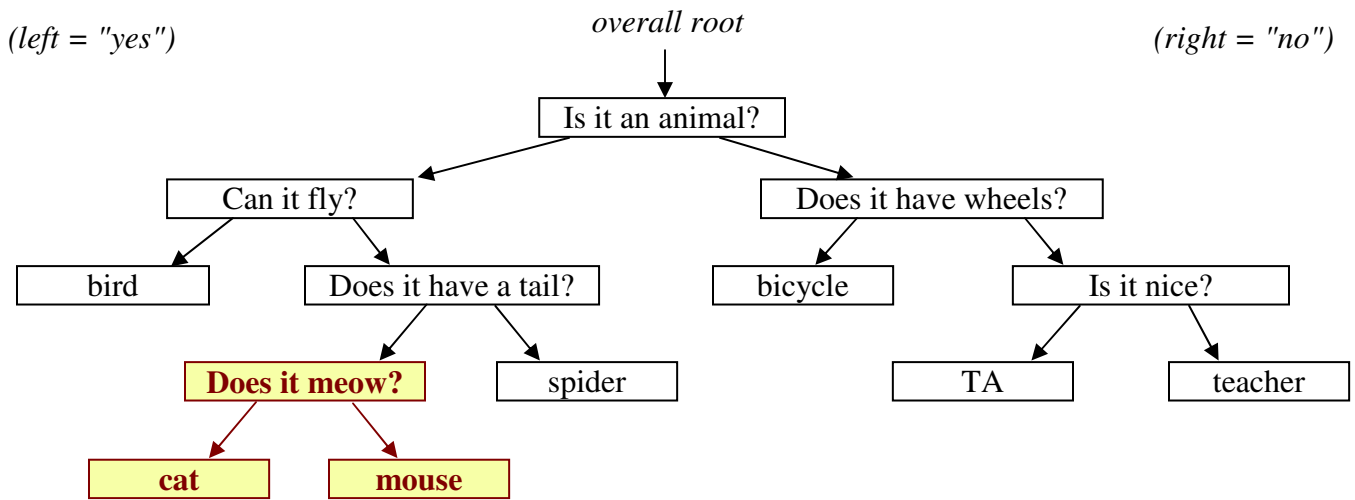 overall root
(left = "yes")
(right = "no")
Is it an animal?
Can it fly?
Does it have wheels?
bird
Does it have a tail?
bicycle
Is it nice?
Does it meow?
spider
TA
teacher
cat
mouse